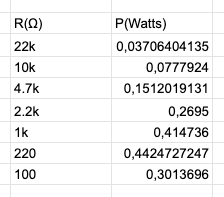 R(Ω) P(Watts)
22k 0,03706404135
10k 0,0777924
4.7k 0,1512019131
2.2k 0,2695
1k 0,414736
220 0,4424727247
100 0,3013696